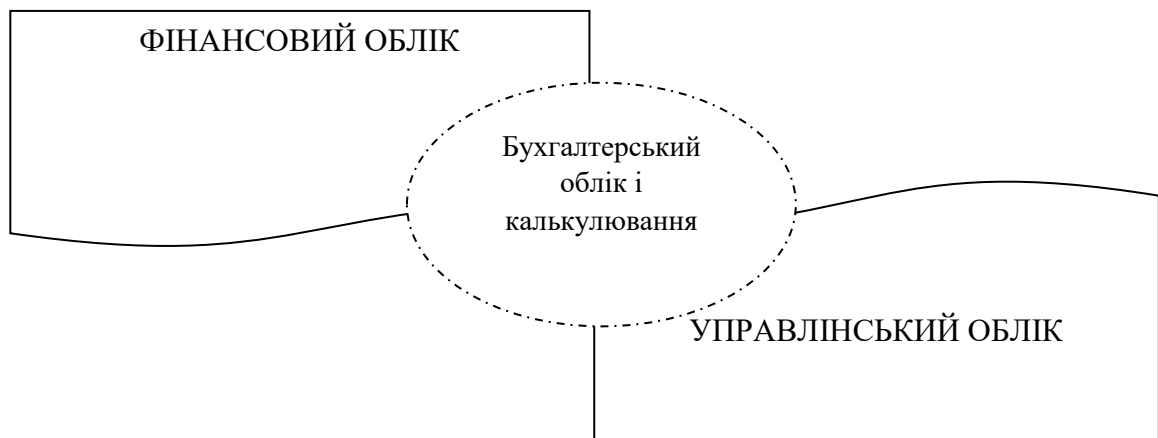 ФІНАНСОВИЙ ОБЛІК
Бухгалтерський
облік і
калькулювання
УПРАВЛІНСЬКИЙ ОБЛІК